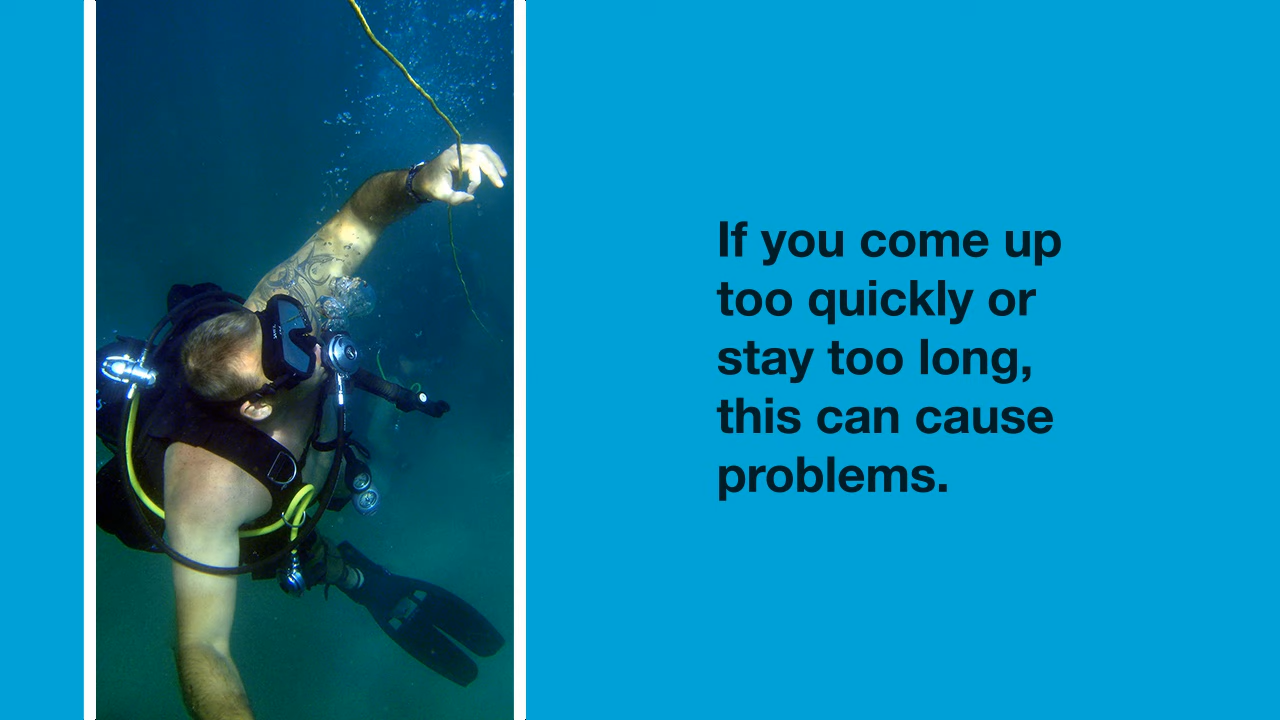 If you come up
too quickly or
stay too long,
this can cause
problems.